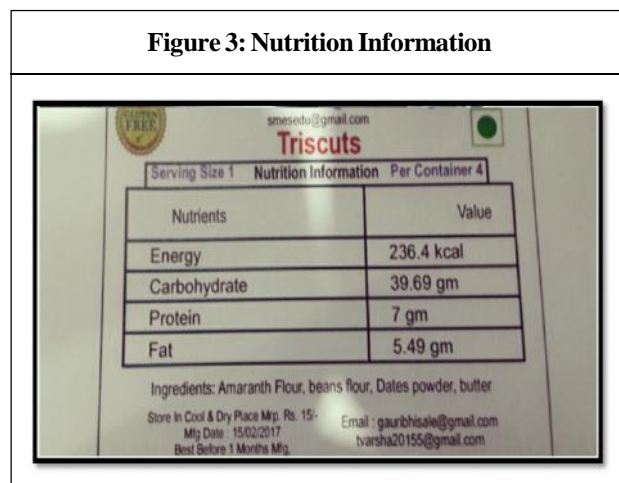 Figure 3: Nutrition Information
GLUTEN
FREE
smesedu@gmail.com
Triscuts
Serving Size 1 Nutrition Information Per Container 4
Nutrients Value
Energy 236.4 kcal
Carbohydrate 39.69 gm
Protein 7 gm
Fat 5.49 gm
Ingredients: Amaranth Flour, beans flour, Dates powder, butter
Store In Cool & Dry Place Mrp. Rs. 15/-
Mfg Date : 15/02/2017
Best Before 1 Months Mfg.
Email : gauribhisale@gmail.com
tvarsha20155@gmail.com